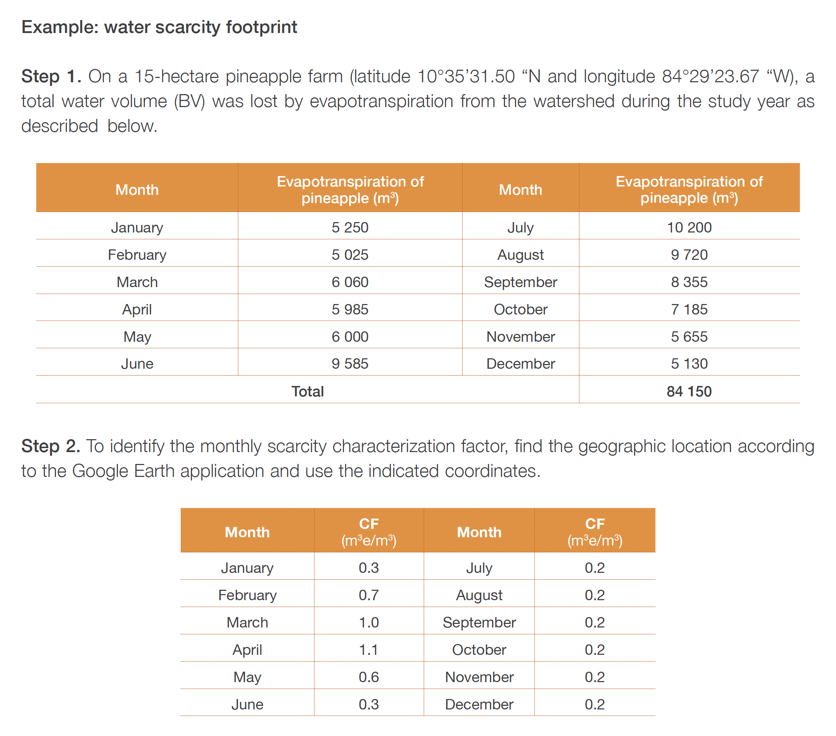 Example: water scarcity footprint
Step 1. On a 15-hectare pineapple farm (latitude 10°35’31.50 “N and longitude 84°29’23.67 “W), a
total water volume (BV) was lost by evapotranspiration from the watershed during the study year as
described below.
Month Evapotranspiration of pineapple (m³) Month Evapotranspiration of pineapple (m³)
January 5 250 July 10 200
February 5 025 August 9 720
March 6 060 September 8 355
April 5 985 October 7 185
May 6 000 November 5 655
June 9 585 December 5 130
Total 84 150
Step 2. To identify the monthly scarcity characterization factor, find the geographic location according
to the Google Earth application and use the indicated coordinates.
Month CF (m³e/m³) Month CF (m³e/m³)
January 0.3 July 0.2
February 0.7 August 0.2
March 1.0 September 0.2
April 1.1 October 0.2
May 0.6 November 0.2
June 0.3 December 0.2